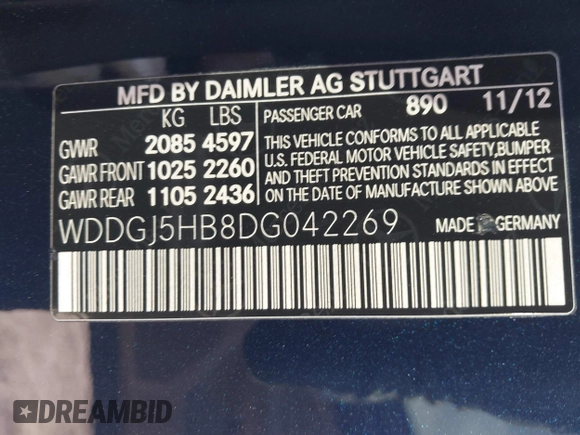 MFD BY DAIMLER AG STUTTGART
KG LBS PASSENGER CAR 890 11/12
GVWR 2085 4597 THIS VEHICLE CONFORMS TO ALL APPLICABLE
GAWR FRONT 1025 2260 U.S. FEDERAL MOTOR VEHICLE SAFETY,BUMPER
GAWR REAR 1105 2436 AND THEFT PREVENTION STANDARDS IN EFFECT
ON THE DATE OF MANUFACTURE SHOWN ABOVE.
WDDGJ5HB8DG042269 MADE GERMANY
DREAMBID